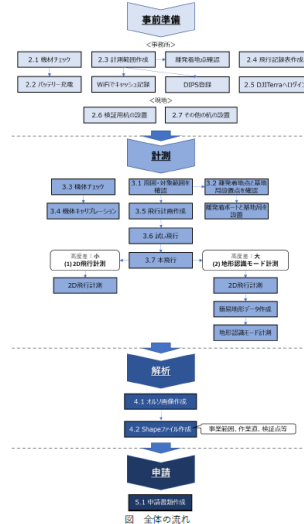 事前準備
<事務所>
2.1 機材チェック
2.3 計測範囲作成
離発着地点確認
2.4 飛行記録表作成
2.2 バッテリー充電
WiFiでキャッシュ記録
DIPS登録
2.5 DJITerraへログイン
<現地>
2.6 検証用杭の設置
2.7 その他の杭の設置
計測
3.3 機体チェック
3.1 周囲・対象範囲を
確認
3.2 離発着地点と基地
局設置点を確認
3.4 機体キャリブレーション
3.5 飛行計画作成
離発着ポートと基地局を
設置
3.6 試し飛行
高度差:小
(1) 2D飛行計測
3.7 本飛行
高度差:大
(2) 地形認識モード計測
2D飛行計測
2D飛行計測
簡易地形データ作成
地形認識モード計測
解析
4.1 オルソ画像作成
4.2 Shapeファイル作成
事業範囲、作業道、検証点等
申請
5.1 申請書類作成
図 全体の流れ